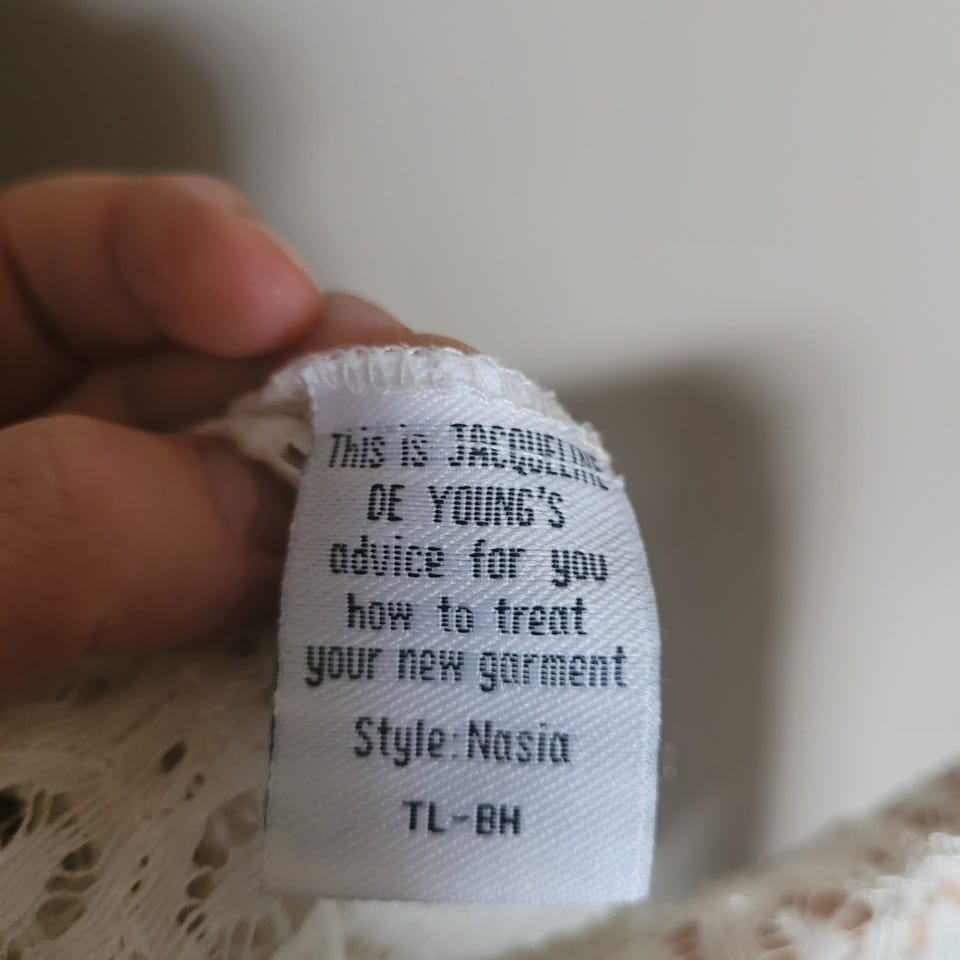 This is JACQUELINE
DE YOUNG'S
advice for you
how to treat
your new garment
Style: Nasia
TL-BH